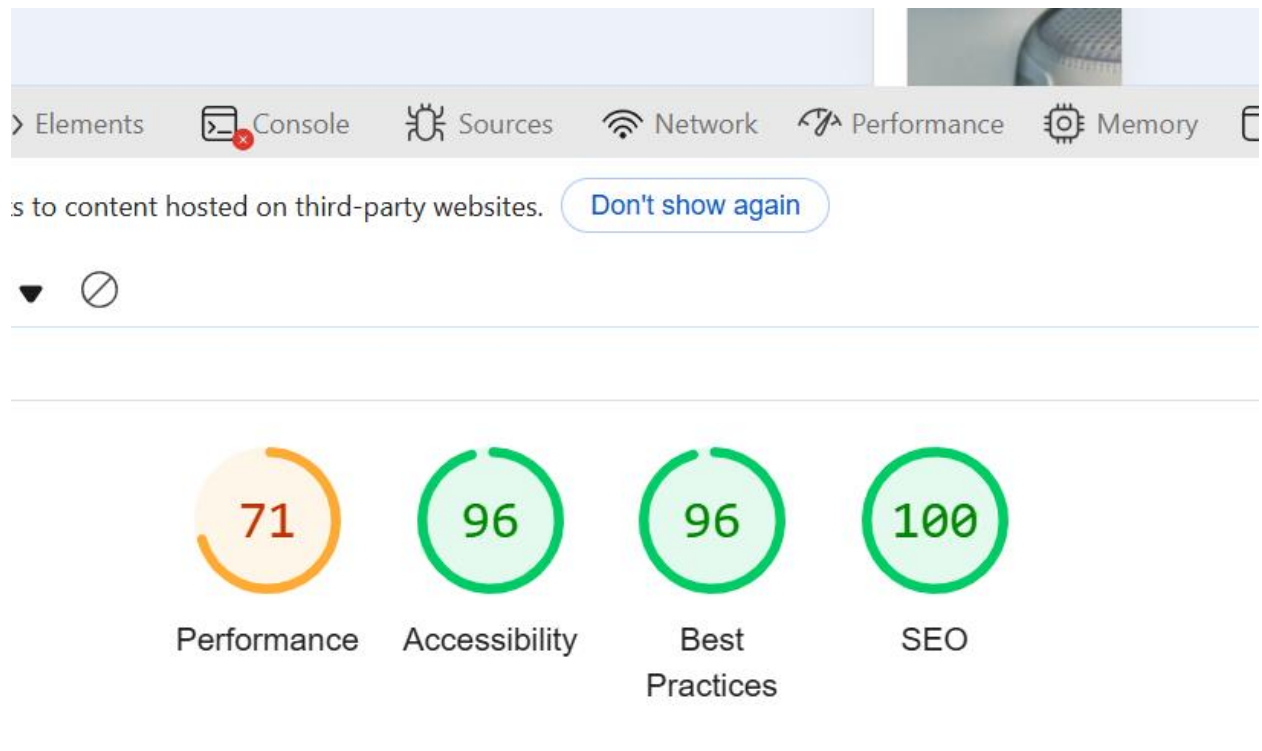 Elements Console Sources Network Performance Memory
to content hosted on third-party websites. Don't show again
71 96 96 100
Performance Accessibility Best Practices SEO